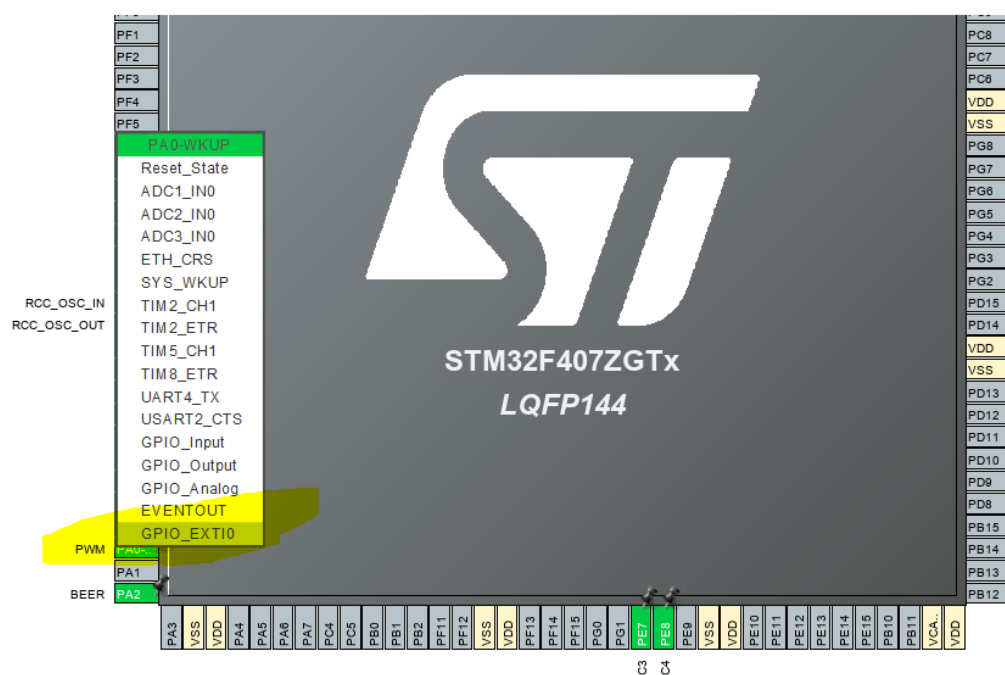 PF1
PF2
PF3
PF4
PF5
PA0-WKUP
Reset_State
ADC1_IN0
ADC2_IN0
ADC3_IN0
ETH_CRS
SYS_WKUP
RCC_OSC_IN
TIM2_CH1
RCC_OSC_OUT
TIM2_ETR
TIM5_CH1
TIM8_ETR
UART4_TX
USART2_CTS
GPIO_Input
GPIO_Output
GPIO_Analog
EVENTOUT
GPIO_EXTI0
PWM
PA0-..
PA1
BEER
PA2
ST
STM32F407ZGTx
LQFP144
PC8
PC7
PC6
VDD
VSS
PG8
PG7
PG6
PG5
PG4
PG3
PG2
PD15
PD14
VDD
VSS
PD13
PD12
PD11
PD10
PD9
PD8
PB15
PB14
PB13
PB12
PA3
VSS
VDD
PA4
PA5
PA6
PA7
PC4
PC5
PB0
PB1
PB2
PF11
PF12
VSS
VDD
PF13
PF14
PF15
PG0
PG1
PE7
PE8
PE9
VSS
VDD
PE10
PE11
PE12
PE13
PE14
PE15
PB10
PB11
VCA..
VDD
C3
C4